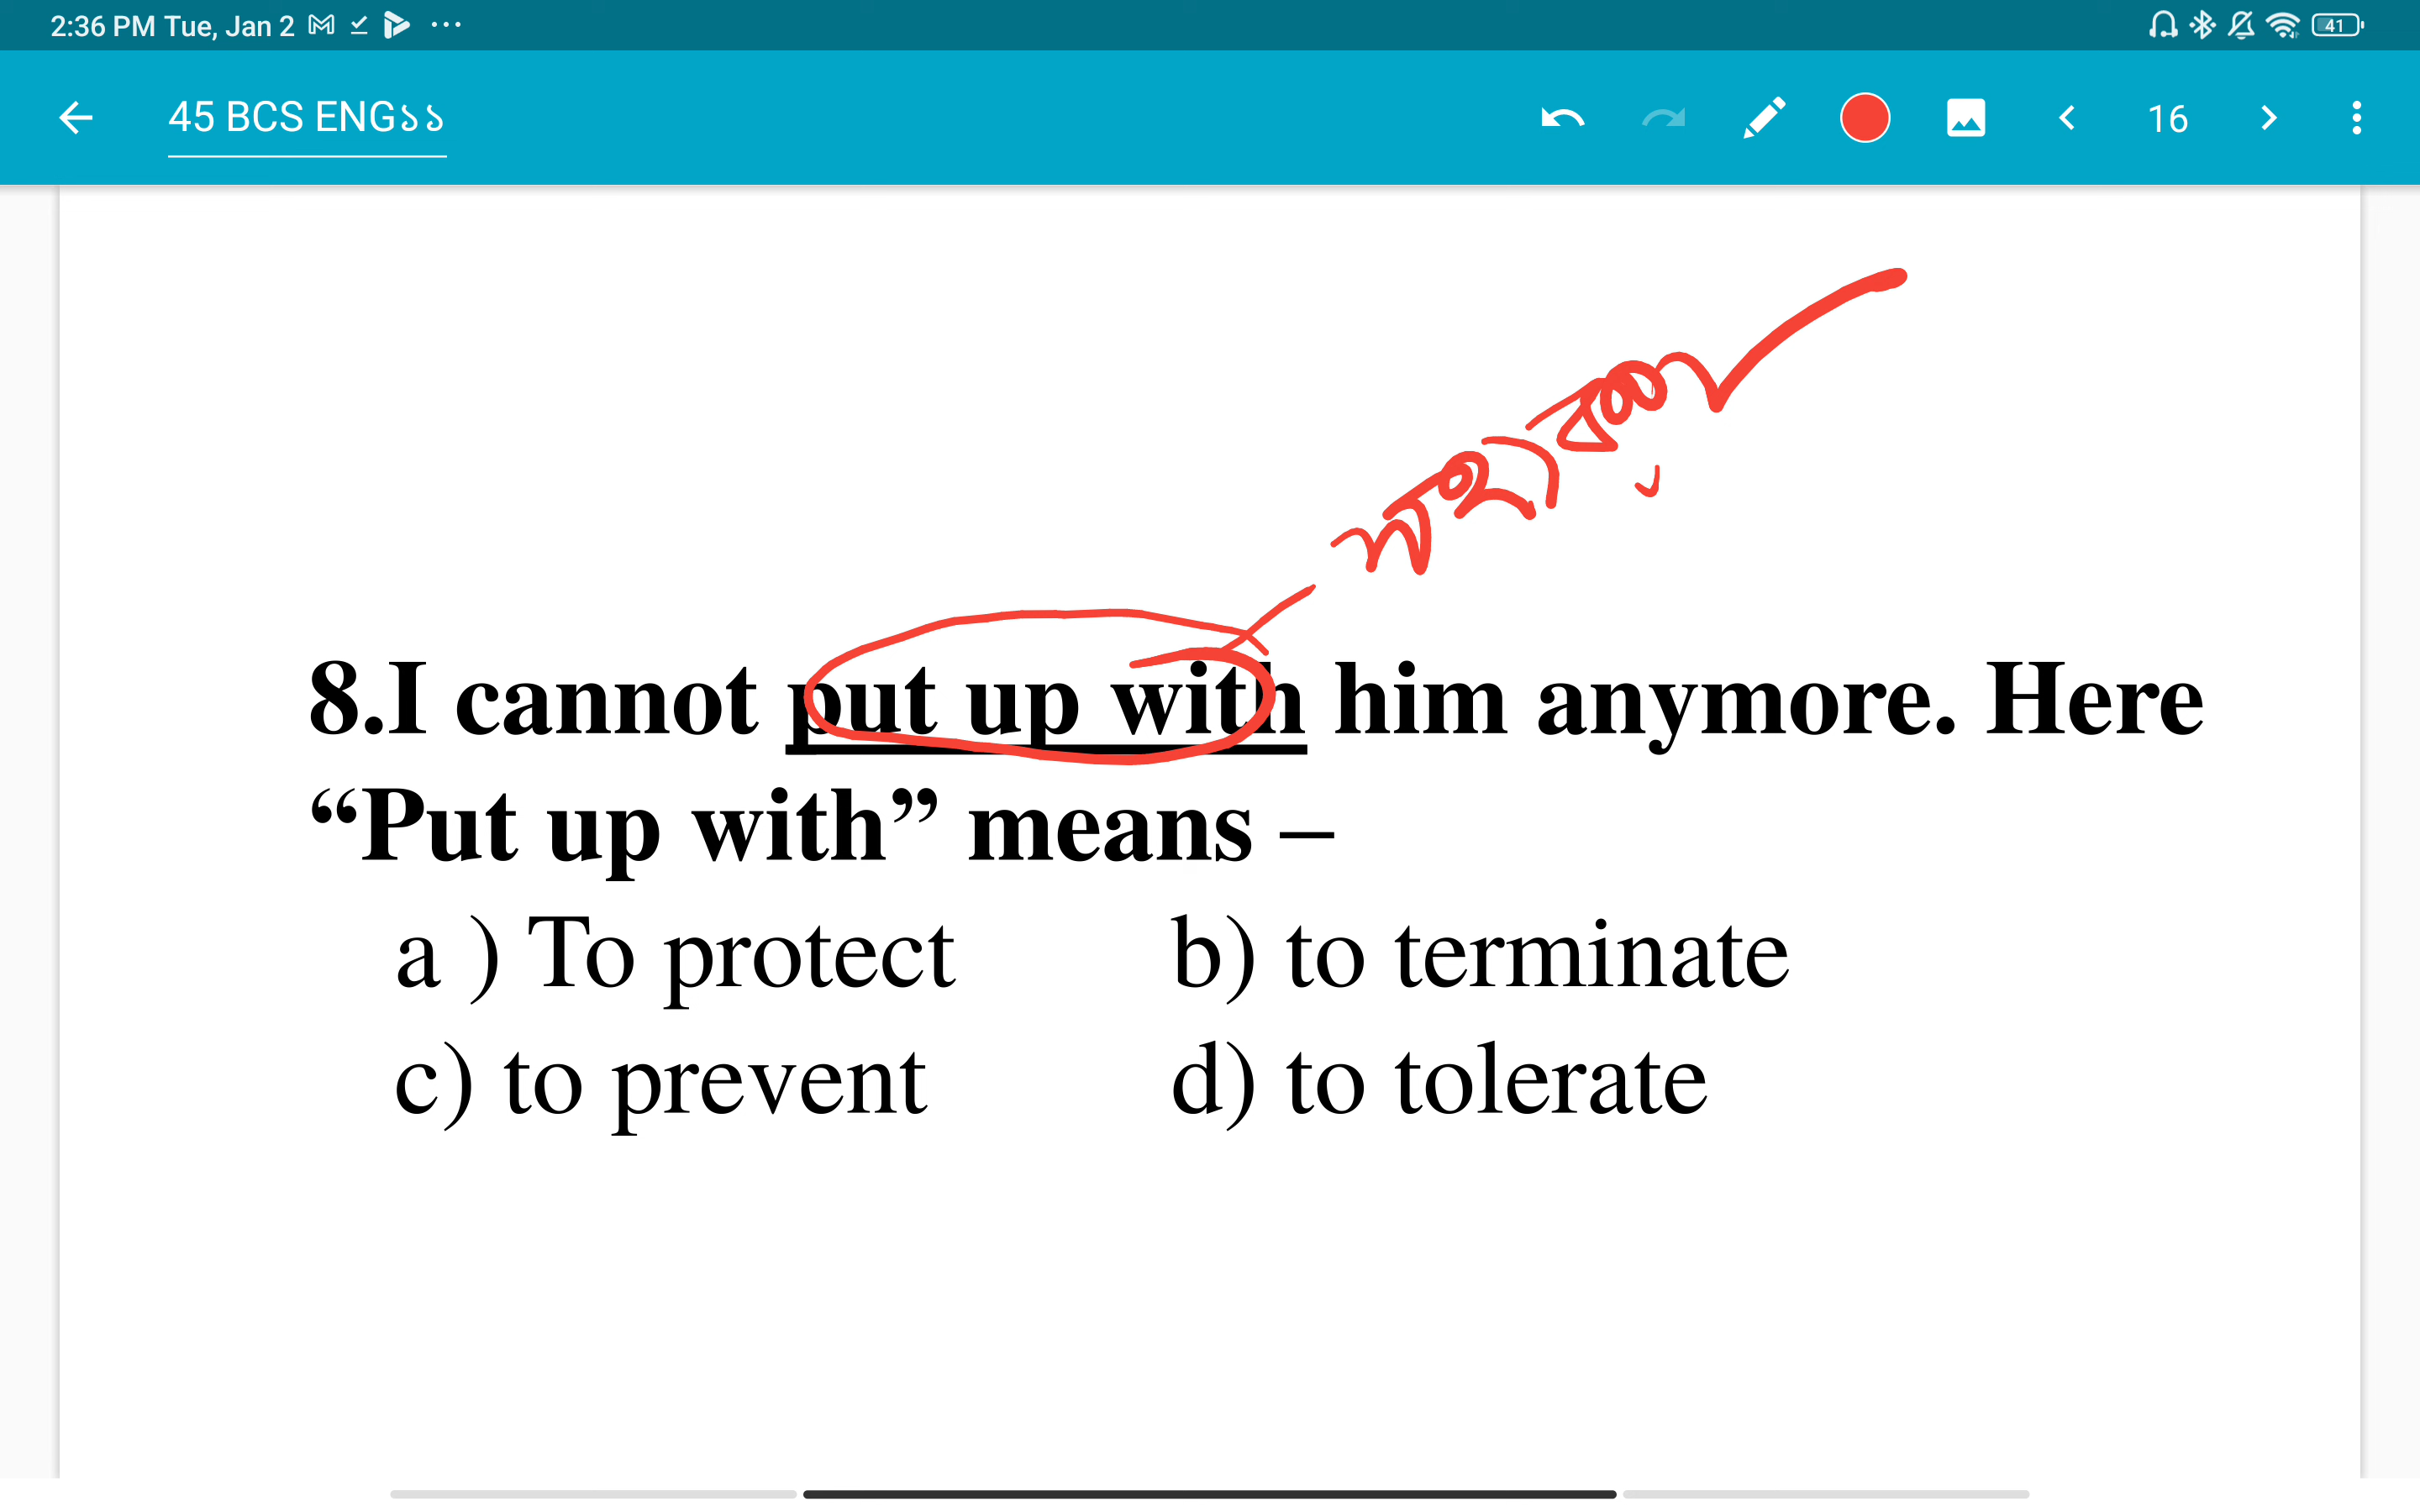 2:36 PM Tue, Jan 2
41
45 BCS ENG১১
16
সহ্য করা
8.I cannot put up with him anymore. Here
“Put up with” means –
a ) To protect b) to terminate
c) to prevent d) to tolerate